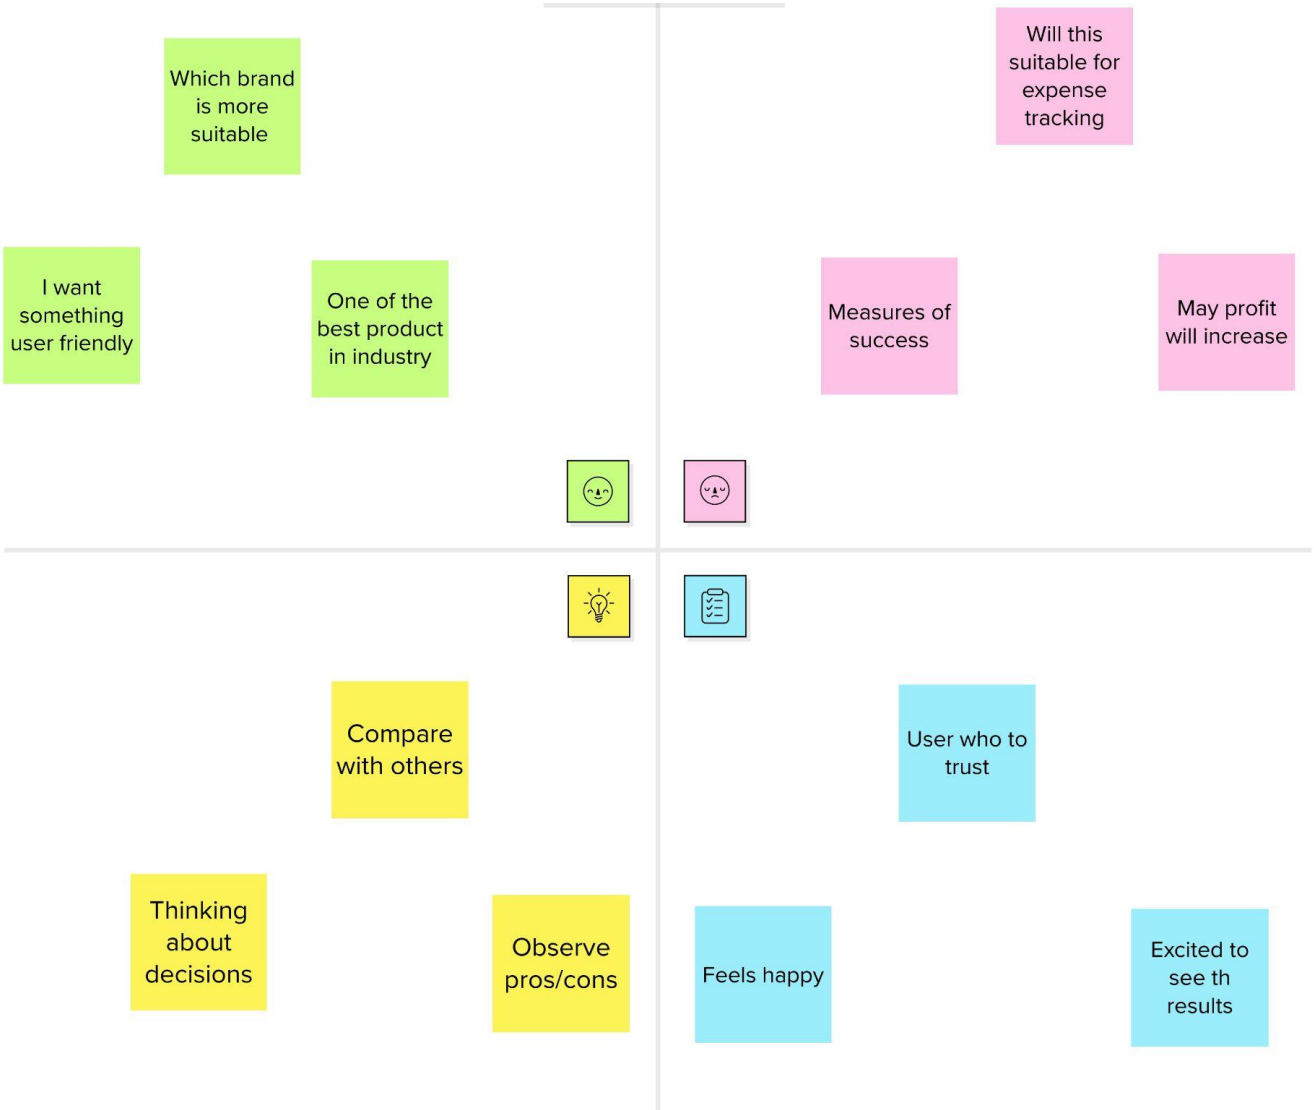 Which brand
is more
suitable
I want
something
user friendly
One of the
best product
in industry
Will this
suitable for
expense
tracking
Measures of
success
May profit
will increase
Compare
with others
Thinking
about
decisions
Observe
pros/cons
User who to
trust
Feels happy
Excited to
see th
results